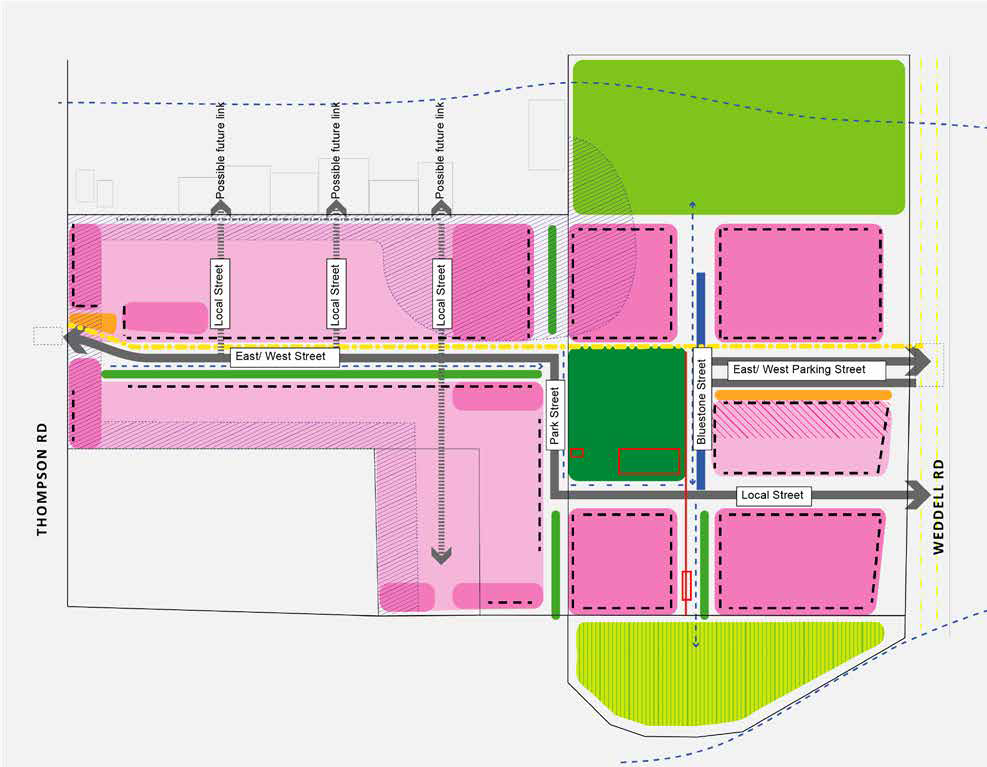 Possible future link
Possible future link
Possible future link
Local Street
Local Street
Local Street
East/ West Street
East/ West Parking Street
Park Street
Bluestone Street
Local Street
THOMPSON RD
WEDDELL RD